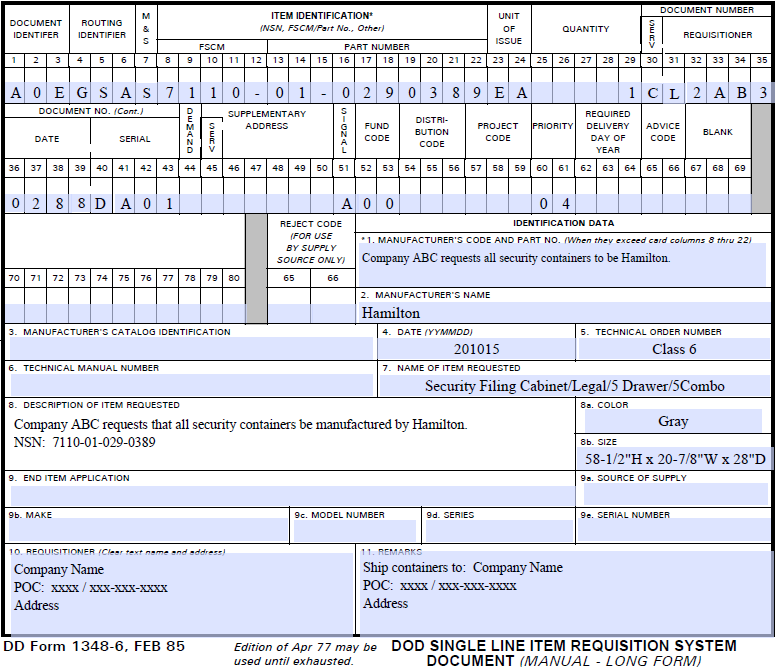 DOCUMENT IDENTIFER
ROUTING IDENTIFIER
M & S
ITEM IDENTIFICATION*
(NSN, FSCM/Part No., Other)
FSCM
PART NUMBER
UNIT OF ISSUE
QUANTITY
DOCUMENT NUMBER
SERV
REQUISITIONER
1 2 3 4 5 6 7 8 9 10 11 12 13 14 15 16 17 18 19 20 21 22 23 24 25 26 27 28 29 30 31 32 33 34 35
A 0 E G S A S 7 1 1 0 - 0 1 - 0 2 9 0 3 8 9 E A 1 C L 2 A B 3
DOCUMENT NO. (Cont.)
DATE
SERIAL
DEMAND
SERV
SUPPLEMENTARY ADDRESS
SIGNAL
FUND CODE
DISTRI-BUTION CODE
PROJECT CODE
PRIORITY
REQUIRED DELIVERY DAY OF YEAR
ADVICE CODE
BLANK
36 37 38 39 40 41 42 43 44 45 46 47 48 49 50 51 52 53 54 55 56 57 58 59 60 61 62 63 64 65 66 67 68 69
0 2 8 8 D A 0 1 A 0 0 0 4
REJECT CODE
(FOR USE BY SUPPLY SOURCE ONLY)
70 71 72 73 74 75 76 77 78 79 80 65 66
IDENTIFICATION DATA
*1. MANUFACTURER'S CODE AND PART NO. (When they exceed card columns 8 thru 22)
Company ABC requests all security containers to be Hamilton.
2. MANUFACTURER'S NAME
Hamilton
3. MANUFACTURER'S CATALOG IDENTIFICATION
4. DATE (YYMMDD)
201015
5. TECHNICAL ORDER NUMBER
Class 6
6. TECHNICAL MANUAL NUMBER
7. NAME OF ITEM REQUESTED
Security Filing Cabinet/Legal/5 Drawer/5Combo
8. DESCRIPTION OF ITEM REQUESTED
Company ABC requests that all security containers be manufactured by Hamilton.
NSN: 7110-01-029-0389
8a. COLOR
Gray
8b. SIZE
58-1/2"H x 20-7/8"W x 28"D
9. END ITEM APPLICATION
9a. SOURCE OF SUPPLY
9b. MAKE
9c. MODEL NUMBER
9d. SERIES
9e. SERIAL NUMBER
10. REQUISITIONER (Clear text name and address)
Company Name
POC: xxxx / xxx-xxx-xxxx
Address
11. REMARKS
Ship containers to: Company Name
POC: xxxx / xxx-xxx-xxxx
Address
DD Form 1348-6, FEB 85
Edition of Apr 77 may be
used until exhausted.
DOD SINGLE LINE ITEM REQUISITION SYSTEM
DOCUMENT (MANUAL - LONG FORM)